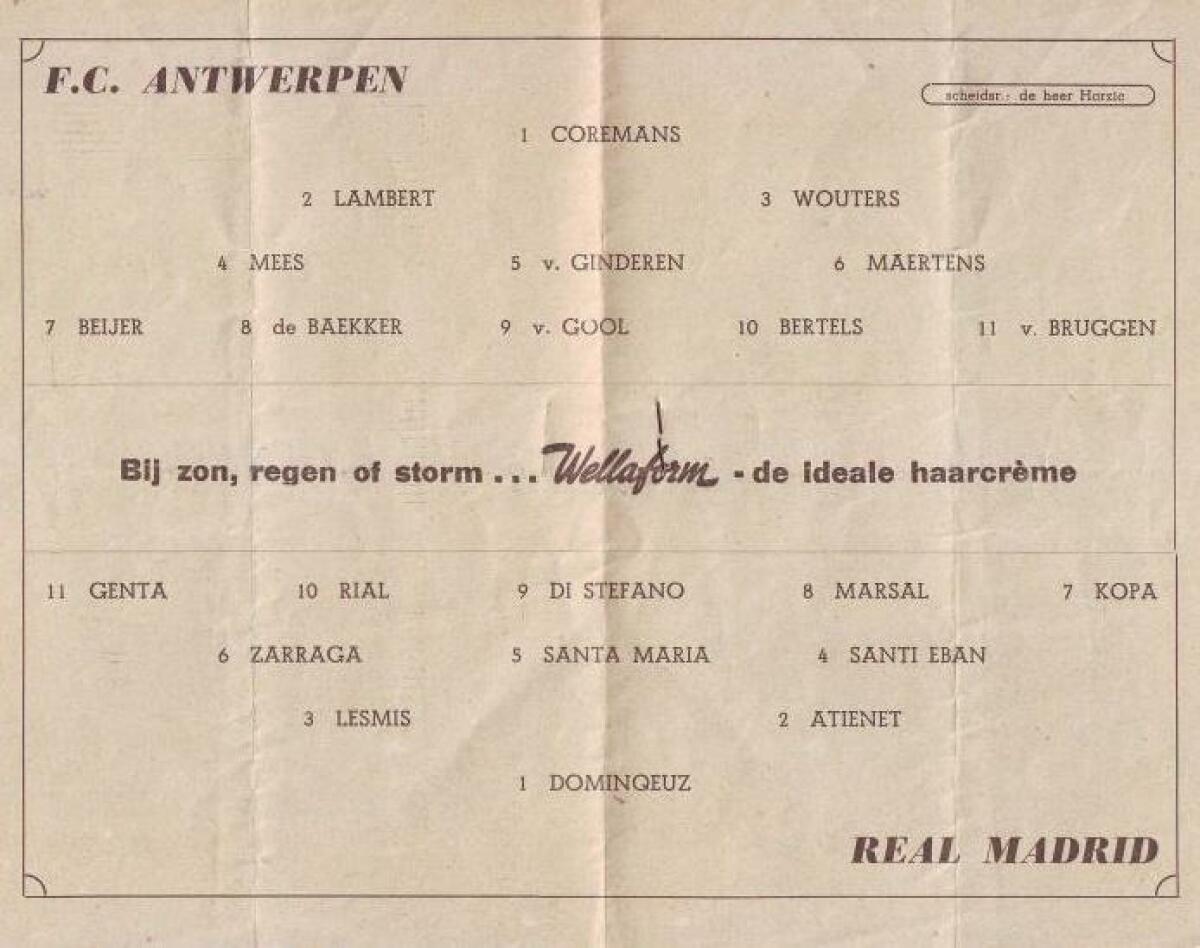 F.C. ANTWERPEN
scheidsr.: de heer Horzic
1 COREMANS
2 LAMBERT 3 WOUTERS
4 MEES 5 v. GINDEREN 6 MAERTENS
7 BEIJER 8 de BAEKKER 9 v. GOOL 10 BERTELS 11 v. BRUGGEN
Bij zon, regen of storm... Wellaform - de ideale haarcrème
11 GENTA 10 RIAL 9 DI STEFANO 8 MARSAL 7 KOPA
6 ZARRAGA 5 SANTA MARIA 4 SANTI EBAN
3 LESMIS 2 ATIENET
1 DOMINQEUZ
REAL MADRID